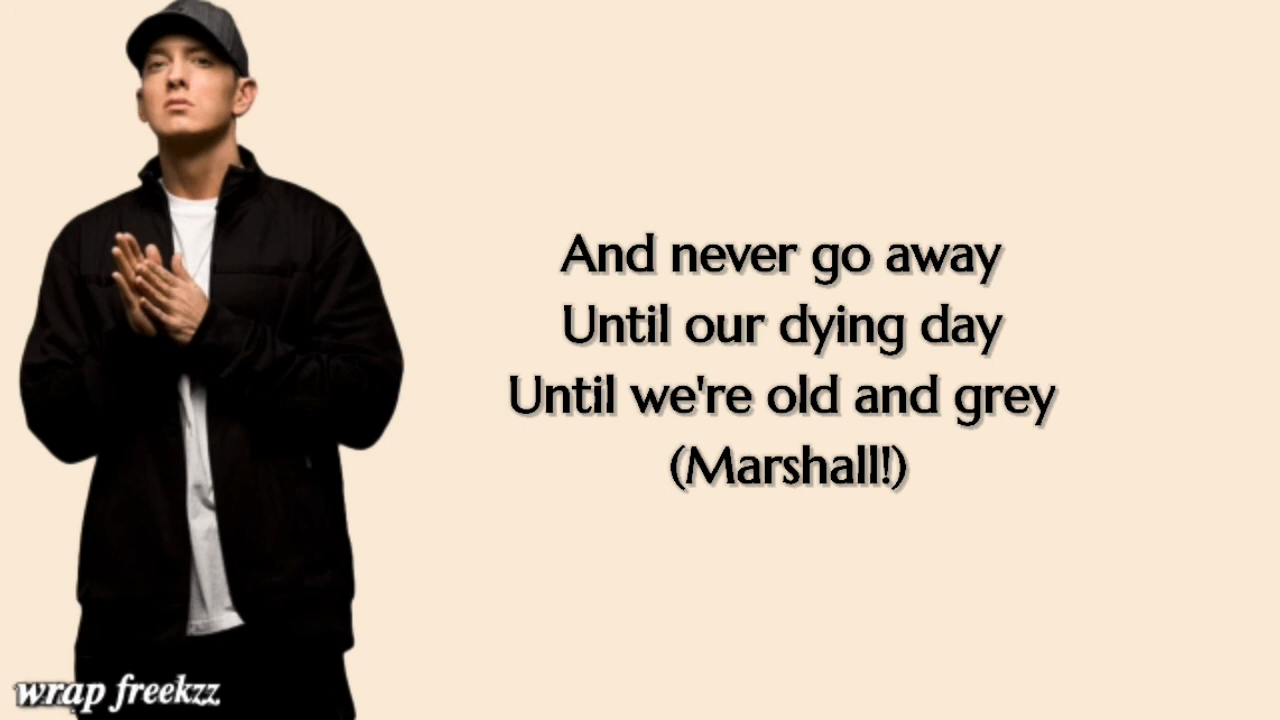 And never go away
Until our dying day
Until we're old and grey
(Marshall!)
wrap freekzz